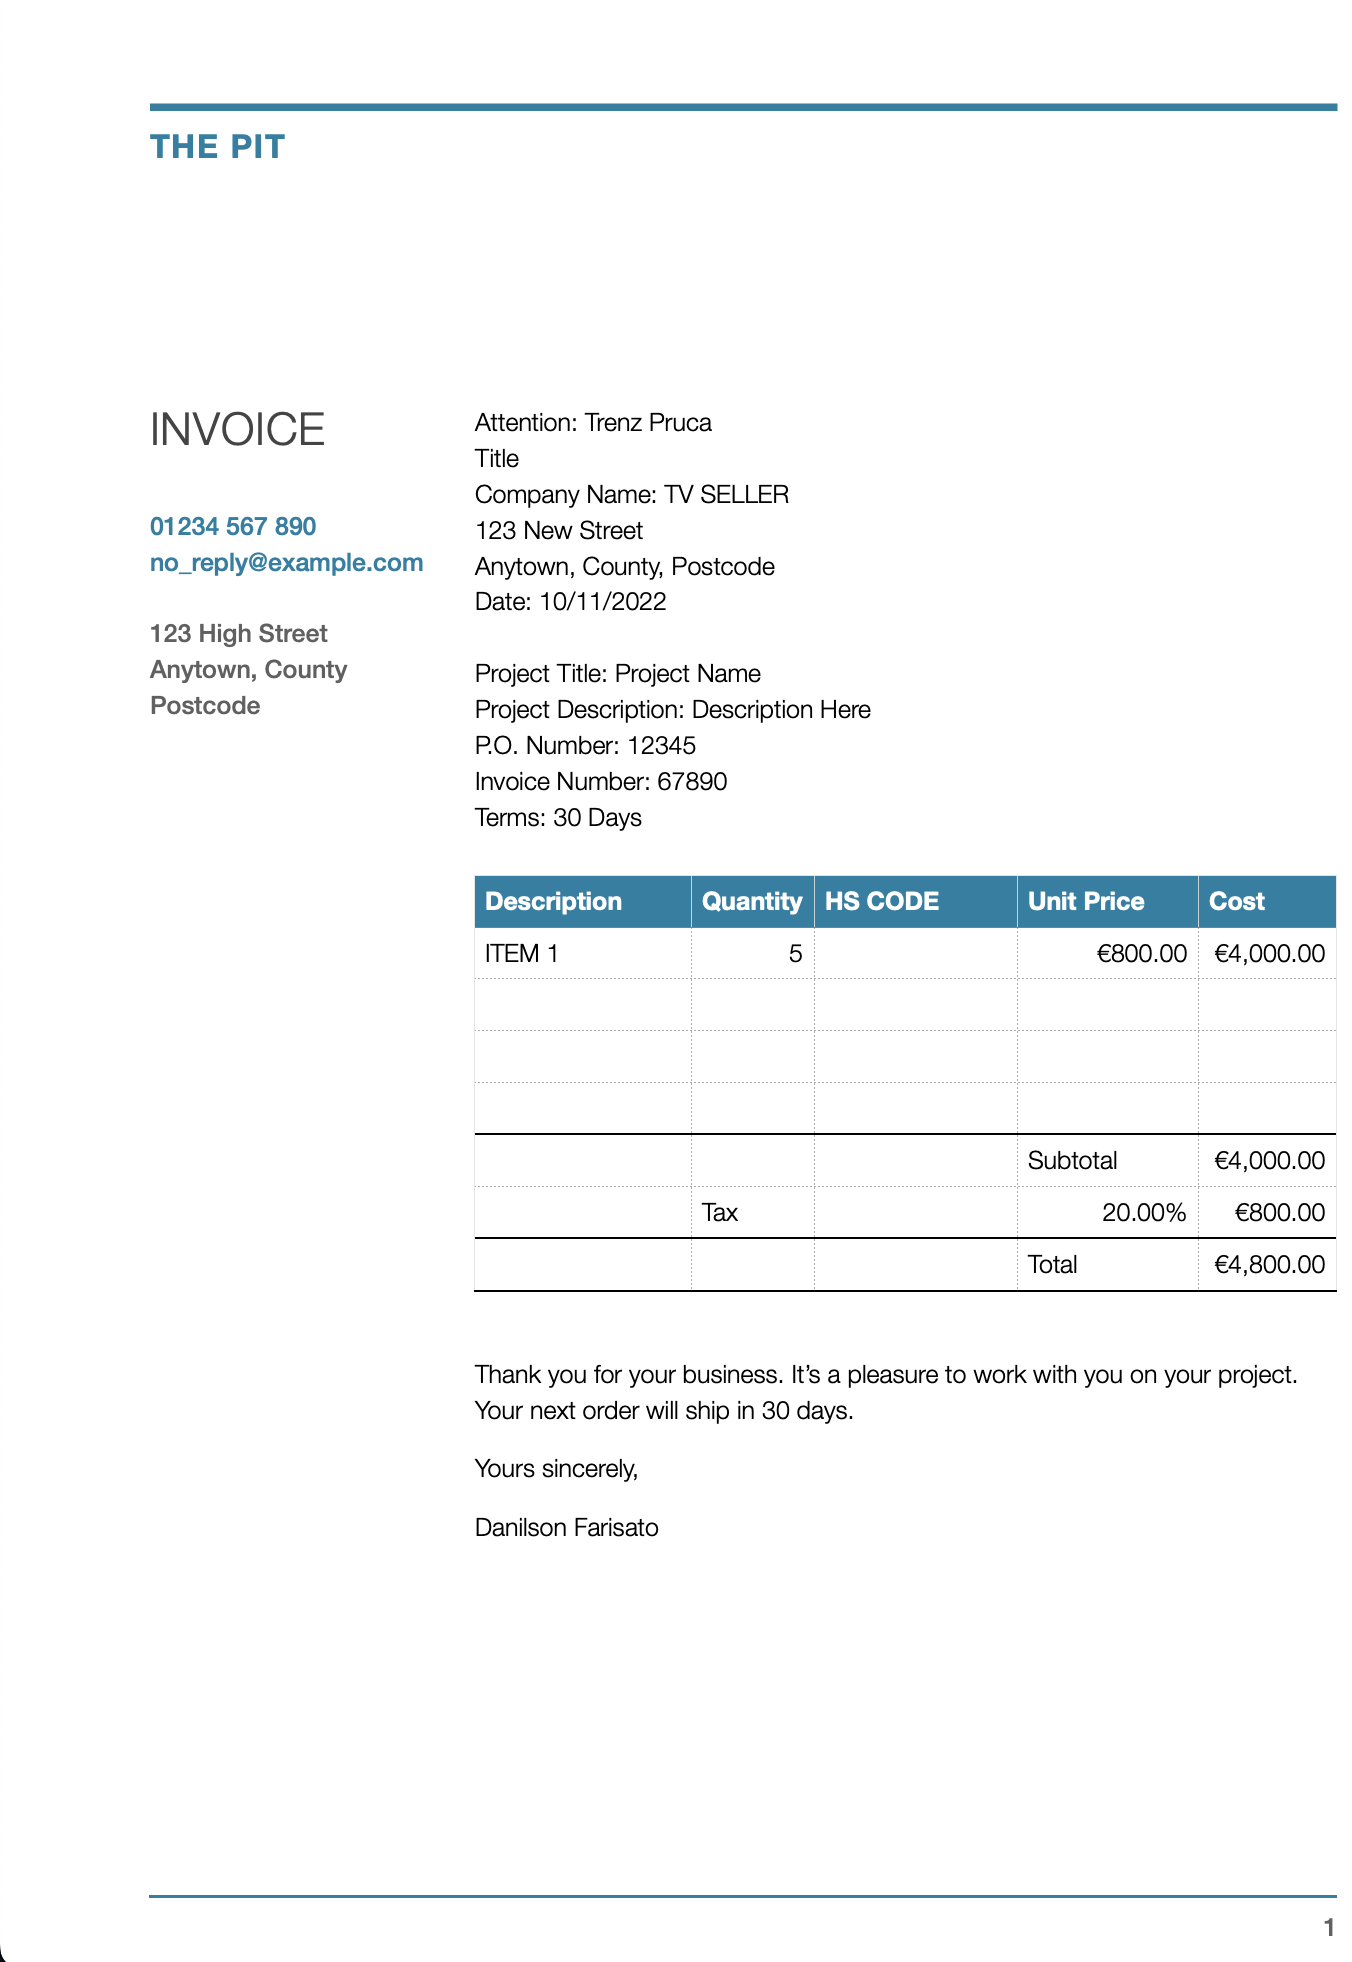 THE PIT
INVOICE
01234 567 890
no_reply@example.com
123 High Street
Anytown, County
Postcode
Attention: Trenz Pruca
Title
Company Name: TV SELLER
123 New Street
Anytown, County, Postcode
Date: 10/11/2022
Project Title: Project Name
Project Description: Description Here
P.O. Number: 12345
Invoice Number: 67890
Terms: 30 Days
Description Quantity HS CODE Unit Price Cost
ITEM 1 5 €800.00 €4,000.00
Subtotal €4,000.00
Tax 20.00% €800.00
Total €4,800.00
Thank you for your business. It’s a pleasure to work with you on your project.
Your next order will ship in 30 days.
Yours sincerely,
Danilson Farisato
1